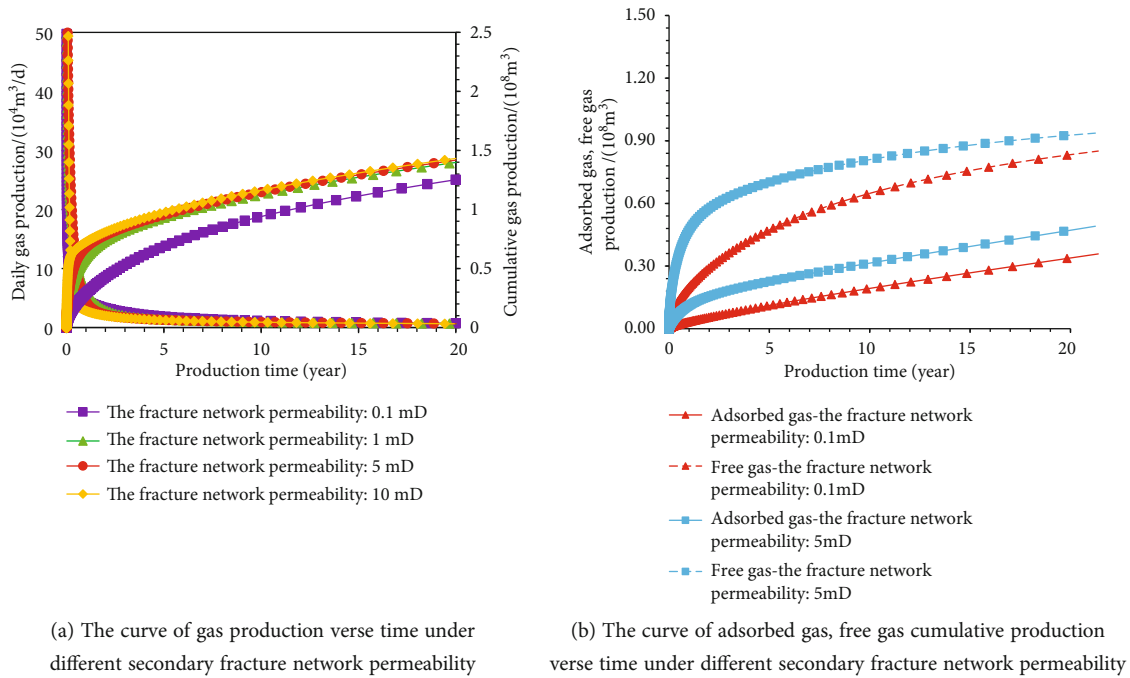 50
40
30
20
10
0
Daily gas production/(10⁴m³/d)
2.5
2
1.5
1
0.5
0
Cumulative gas production/(10⁸m³)
0
5
10
15
20
Production time (year)
The fracture network permeability: 0.1 mD
The fracture network permeability: 1 mD
The fracture network permeability: 5 mD
The fracture network permeability: 10 mD
(a) The curve of gas production verse time under
different secondary fracture network permeability
1.50
1.20
0.90
0.60
0.30
0.00
Adsorbed gas, free gas
production /(10⁸m³)
0
5
10
15
20
Production time (year)
Adsorbed gas-the fracture network
permeability: 0.1mD
Free gas-the fracture network
permeability: 0.1mD
Adsorbed gas-the fracture network
permeability: 5mD
Free gas-the fracture network
permeability: 5mD
(b) The curve of adsorbed gas, free gas cumulative production
verse time under different secondary fracture network permeability